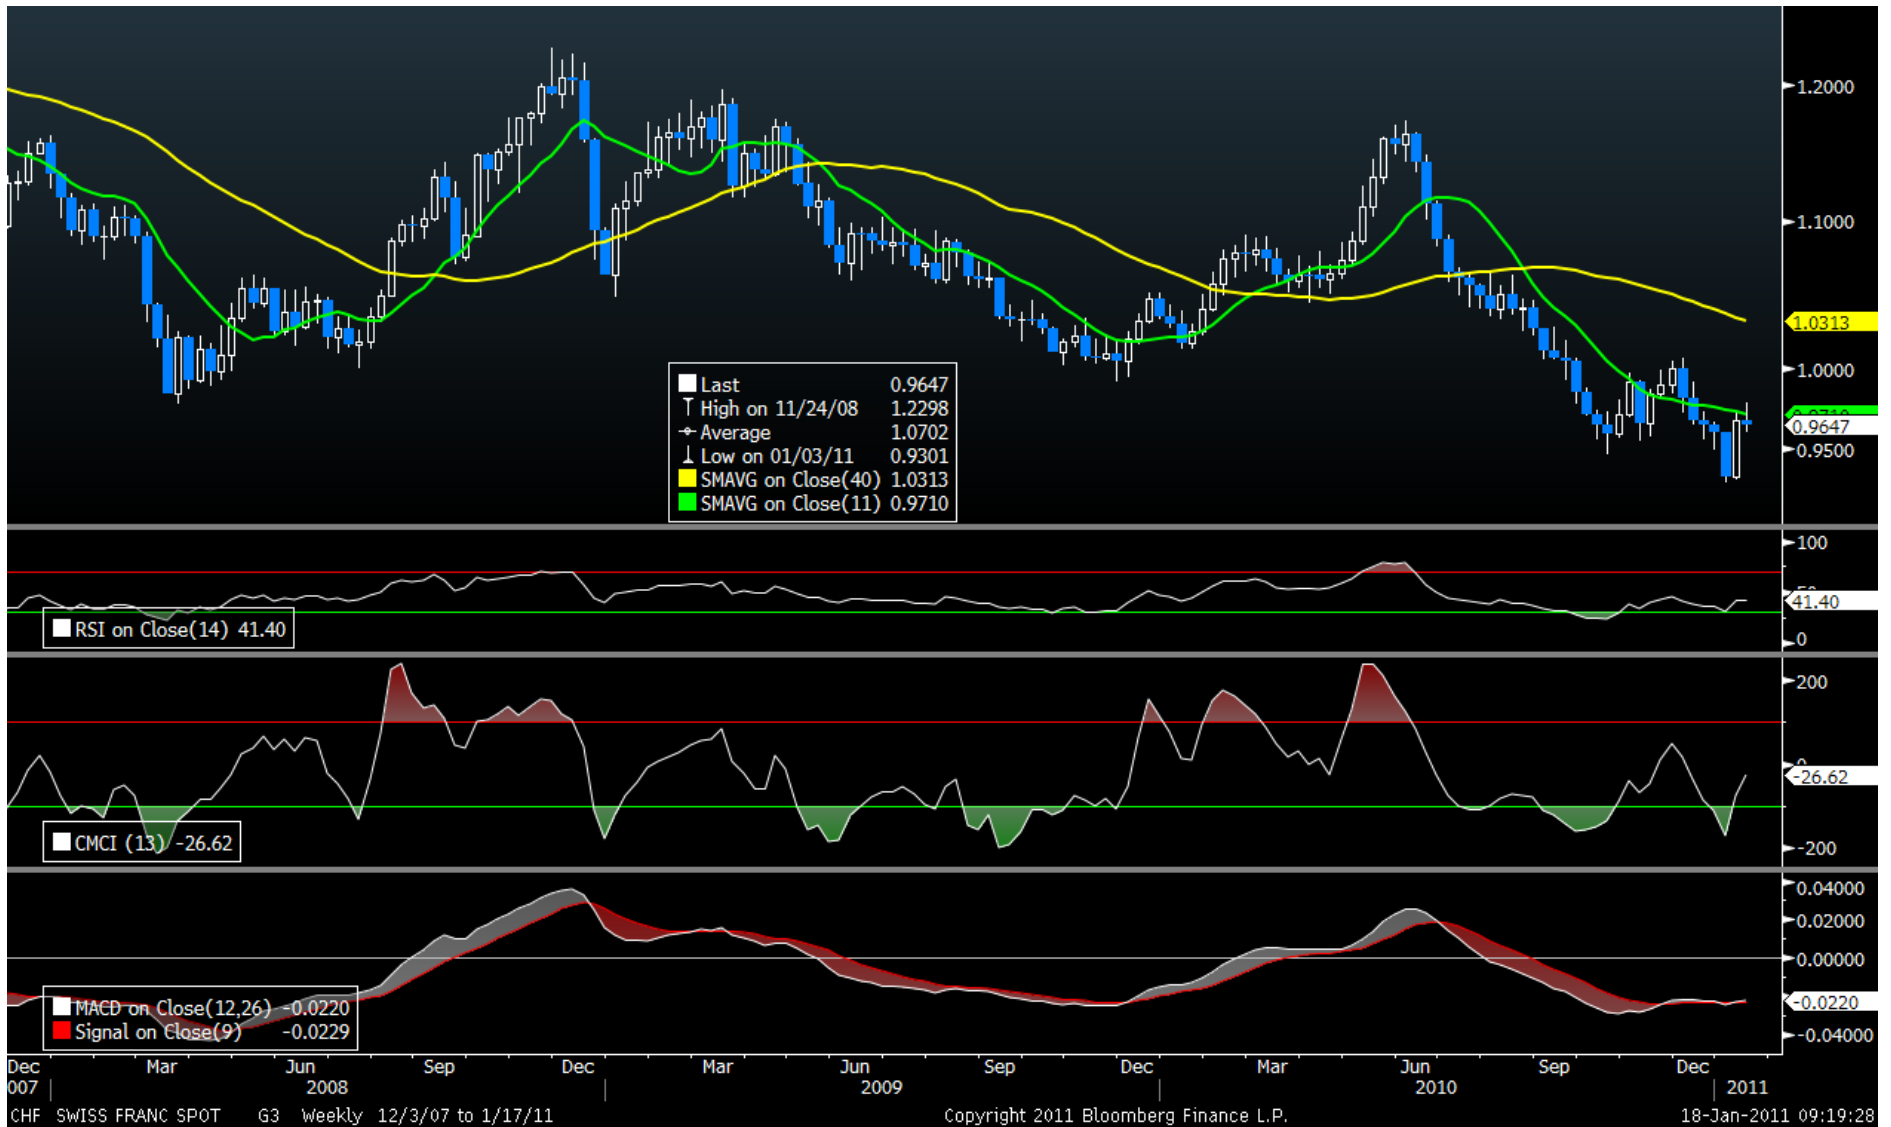 1.2000
1.1000
1.0313
1.0000
0.9647
0.9500
Last 0.9647
High on 11/24/08 1.2298
Average 1.0702
Low on 01/03/11 0.9301
SMAVG on Close(40) 1.0313
SMAVG on Close(11) 0.9710
100
41.40
0
RSI on Close(14) 41.40
200
-26.62
-200
CMCI (13) -26.62
0.04000
0.02000
0.00000
-0.0220
-0.04000
MACD on Close(12,26) -0.0220
Signal on Close(9) -0.0229
Dec Mar Jun Sep Dec Mar Jun Sep Dec Mar Jun Sep Dec
007 2008 2009 2010 2011
CHF SWISS FRANC SPOT G3 Weekly 12/3/07 to 1/17/11 Copyright 2011 Bloomberg Finance L.P. 18-Jan-2011 09:19:28